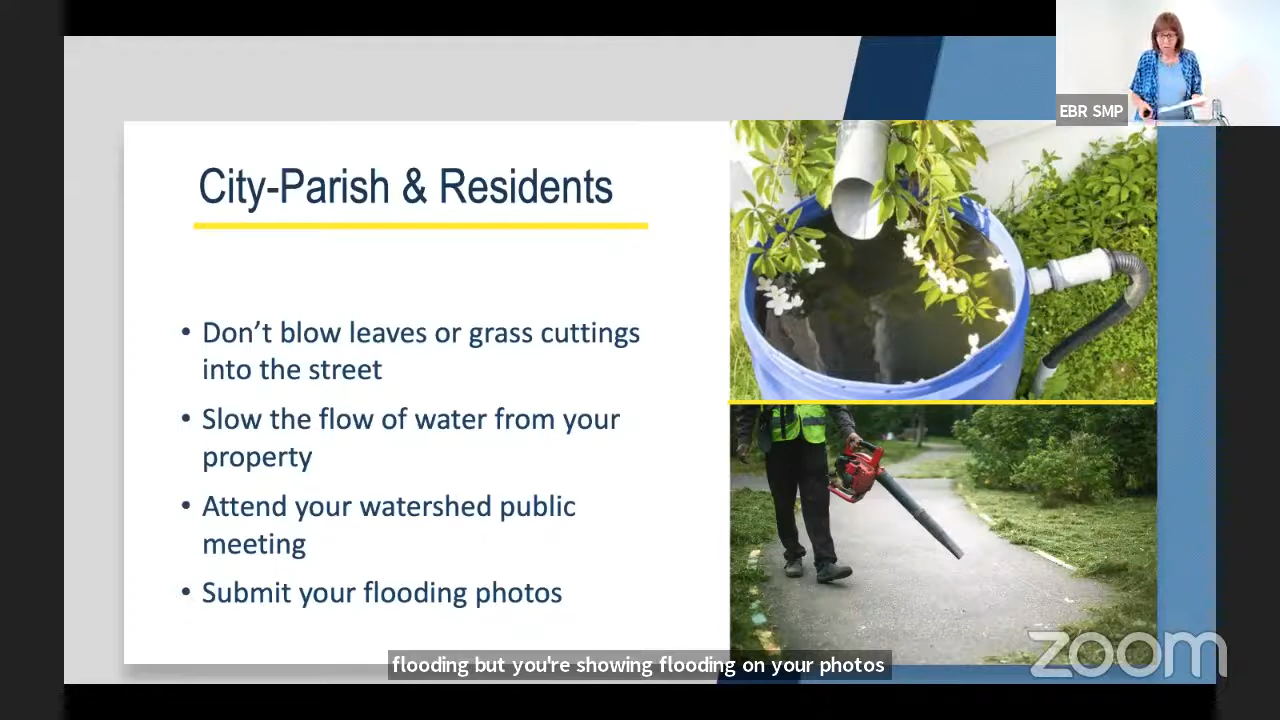 EBR SMP
City-Parish & Residents
• Don’t blow leaves or grass cuttings
into the street
• Slow the flow of water from your
property
• Attend your watershed public
meeting
• Submit your flooding photos
flooding but you're showing flooding on your photos
zoom